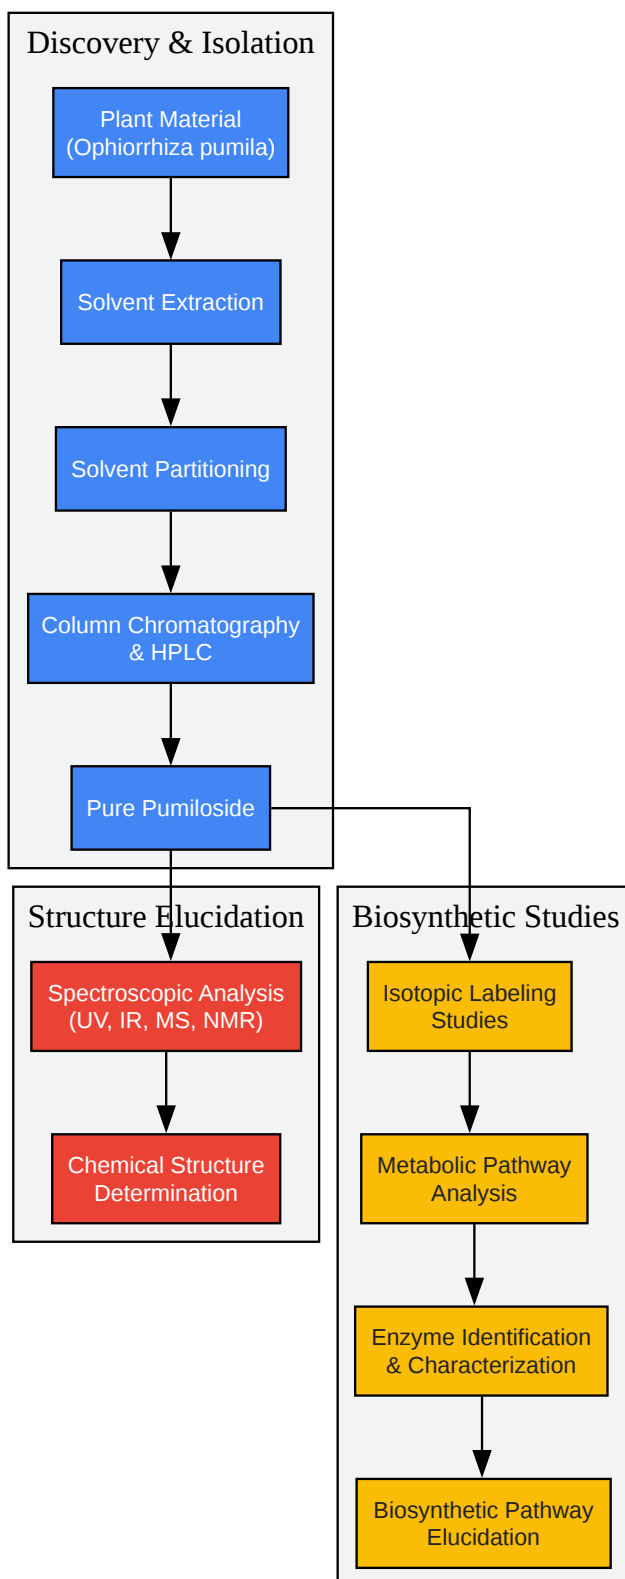 Discovery & Isolation
Plant Material
(Ophiorrhiza pumila)
Solvent Extraction
Solvent Partitioning
Column Chromatography
& HPLC
Pure Pumiloside
Structure Elucidation
Spectroscopic Analysis
(UV, IR, MS, NMR)
Chemical Structure
Determination
Biosynthetic Studies
Isotopic Labeling
Studies
Metabolic Pathway
Analysis
Enzyme Identification
& Characterization
Biosynthetic Pathway
Elucidation